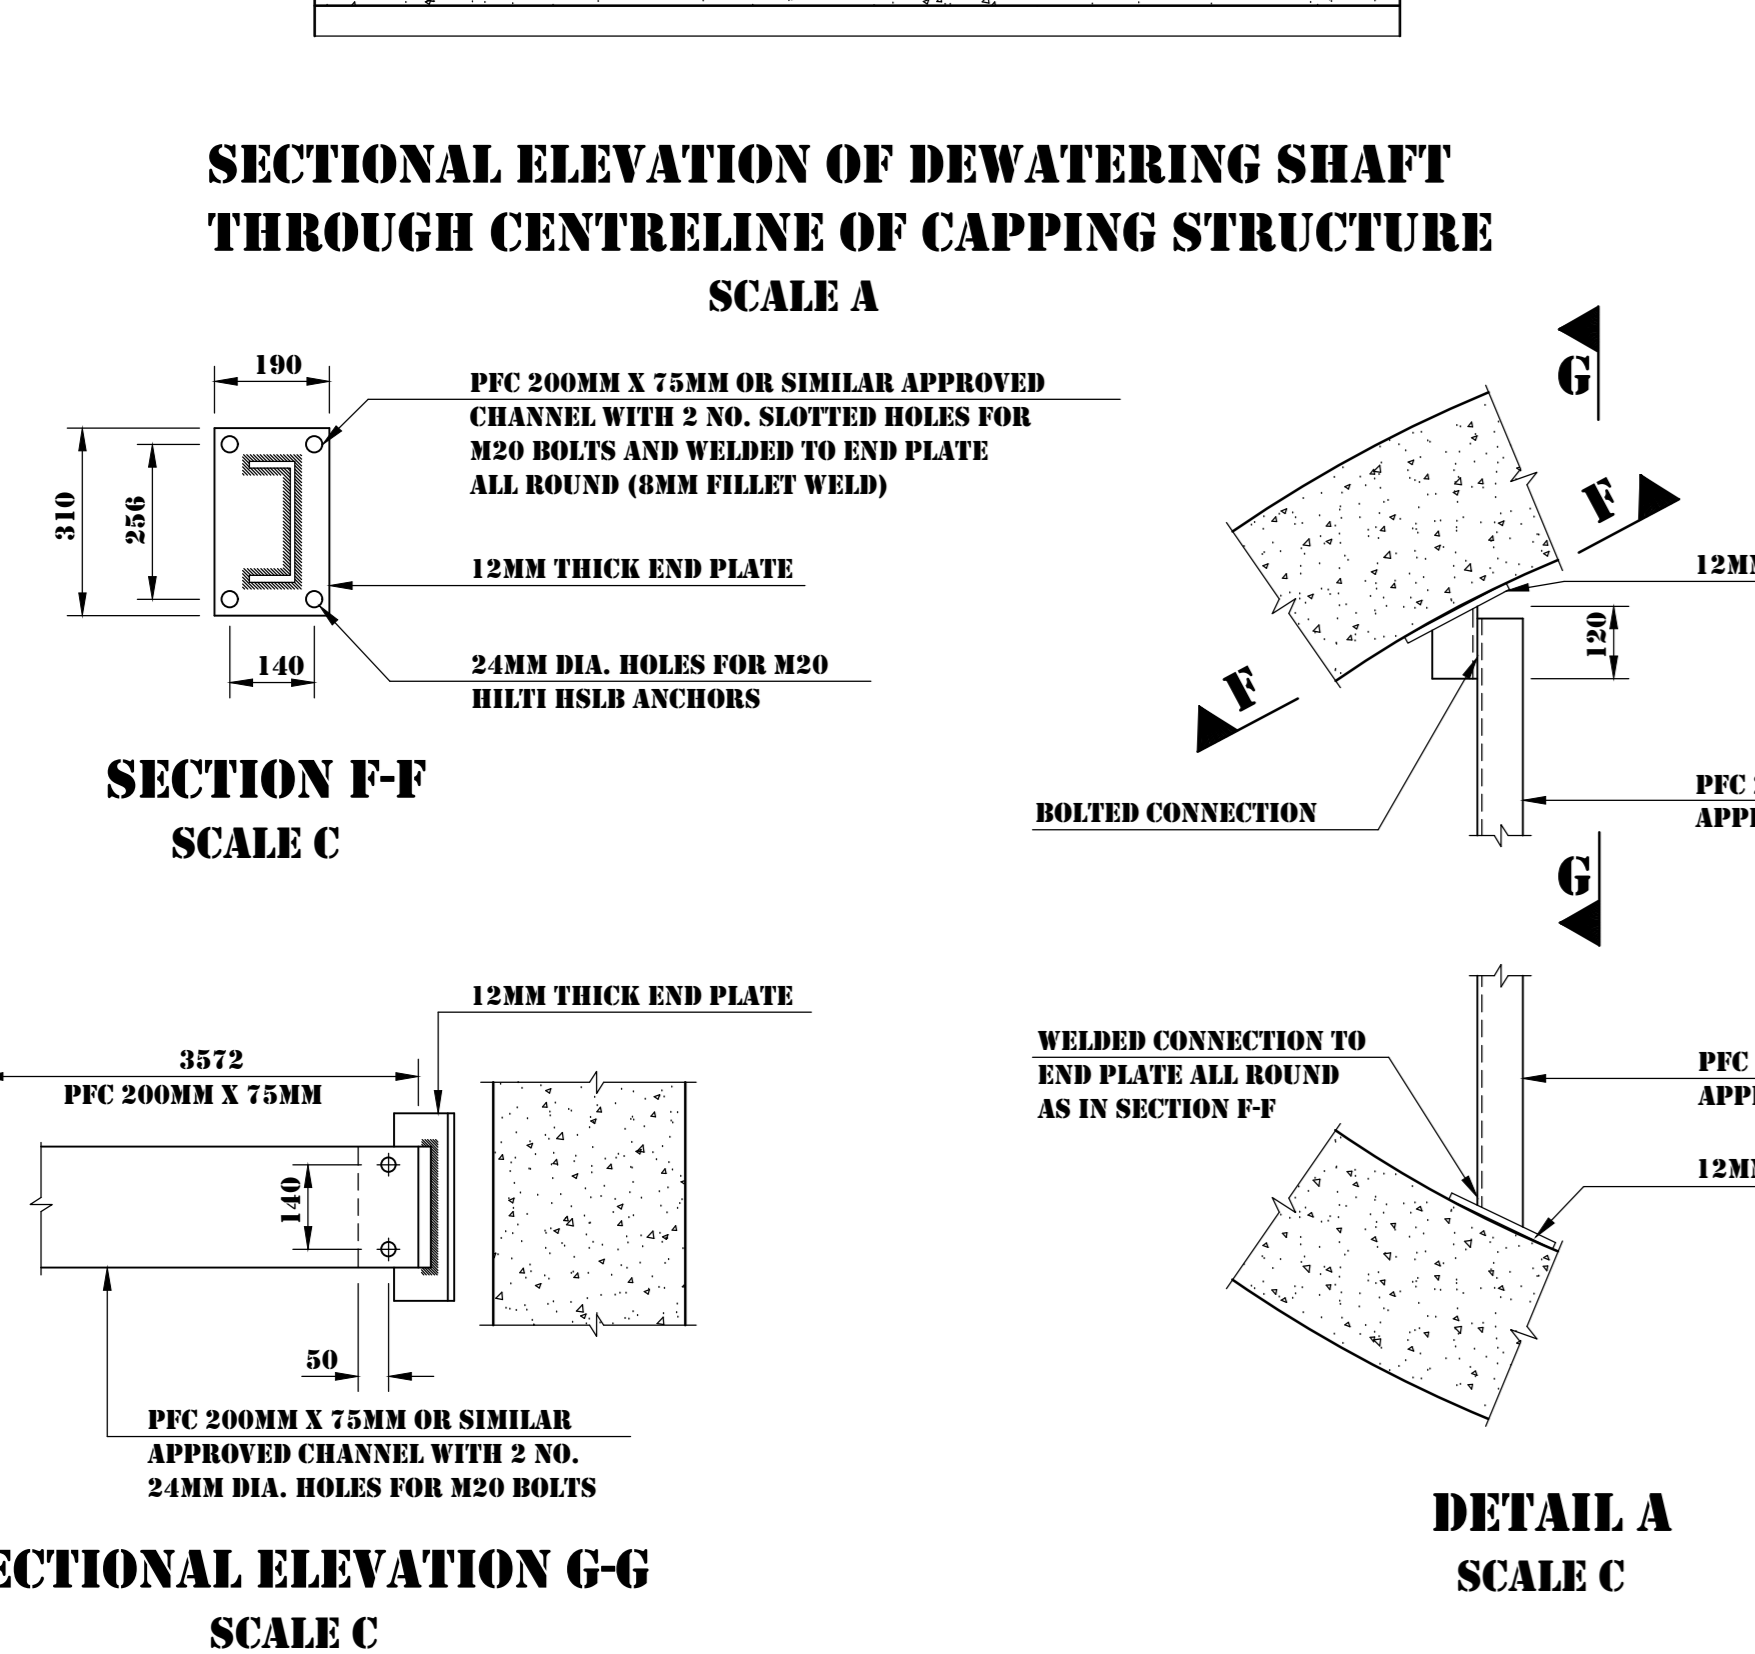 SECTIONAL ELEVATION OF DEWATERING SHAFT
THROUGH CENTRELINE OF CAPPING STRUCTURE
SCALE A
190
310
256
140
PFC 200MM X 75MM OR SIMILAR APPROVED
CHANNEL WITH 2 NO. SLOTTED HOLES FOR
M20 BOLTS AND WELDED TO END PLATE
ALL ROUND (8MM FILLET WELD)
12MM THICK END PLATE
24MM DIA. HOLES FOR M20
HILTI HSLB ANCHORS
SECTION F-F
SCALE C
G
F
12MM
120
F
PFC
BOLTED CONNECTION
G
12MM THICK END PLATE
3572
PFC 200MM X 75MM
140
50
PFC 200MM X 75MM OR SIMILAR
APPROVED CHANNEL WITH 2 NO.
24MM DIA. HOLES FOR M20 BOLTS
ECTIONAL ELEVATION G-G
SCALE C
WELDED CONNECTION TO
END PLATE ALL ROUND
AS IN SECTION F-F
PFC
12MM
DETAIL A
SCALE C